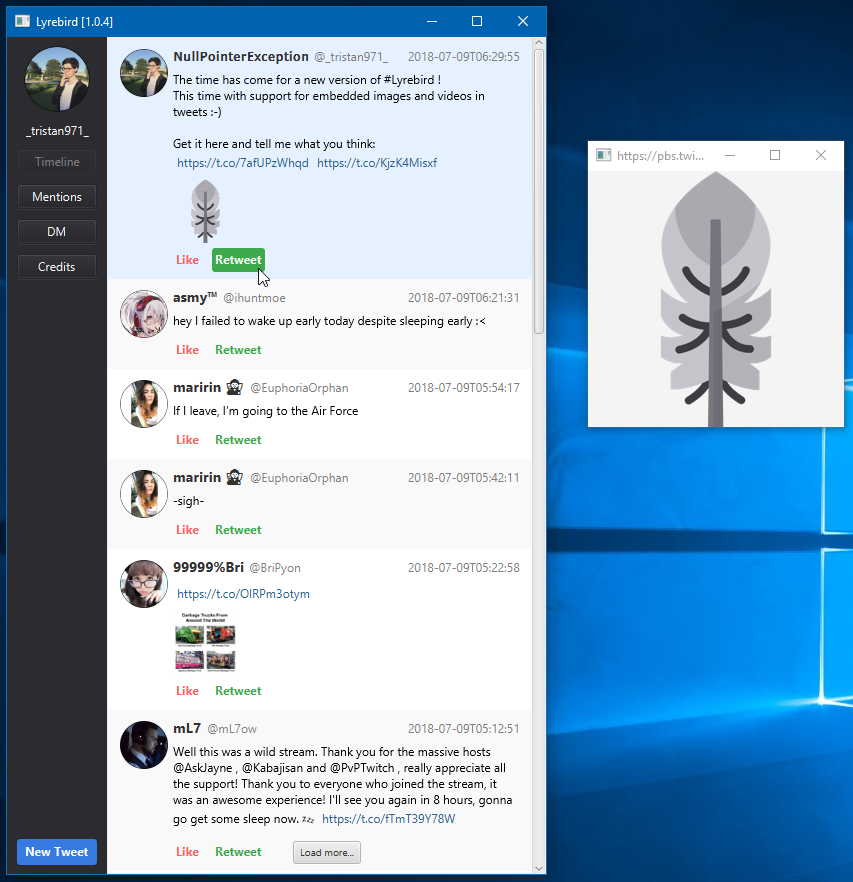 Lyrebird [1.0.4]
_tristan971_
Timeline
Mentions
DM
Credits
New Tweet
NullPointerException @_tristan971_ 2018-07-09T06:29:55
The time has come for a new version of #Lyrebird !
This time with support for embedded images and videos in
tweets :-)
Get it here and tell me what you think:
https://t.co/7afUPzWhqd https://t.co/KjzK4Misxf
Like Retweet
asmy™ @ihuntmoe 2018-07-09T06:21:31
hey I failed to wake up early today despite sleeping early :<
Like Retweet
maririn @EuphoriaOrphan 2018-07-09T05:54:17
If I leave, I'm going to the Air Force
Like Retweet
maririn @EuphoriaOrphan 2018-07-09T05:42:11
-sigh-
Like Retweet
99999%Bri @BriPyon 2018-07-09T05:22:58
https://t.co/OlRPm3otym
Garbage Trucks From
Around The World
Like Retweet
mL7 @mL7ow 2018-07-09T05:12:51
Well this was a wild stream. Thank you for the massive hosts
@AskJayne , @Kabajisan and @PvPTwitch , really appreciate all
the support! Thank you to everyone who joined the stream, it
was an awesome experience! I'll see you again in 8 hours, gonna
go get some sleep now. 💤 https://t.co/fTmT39Y78W
Like Retweet Load more...
https://pbs.twi...